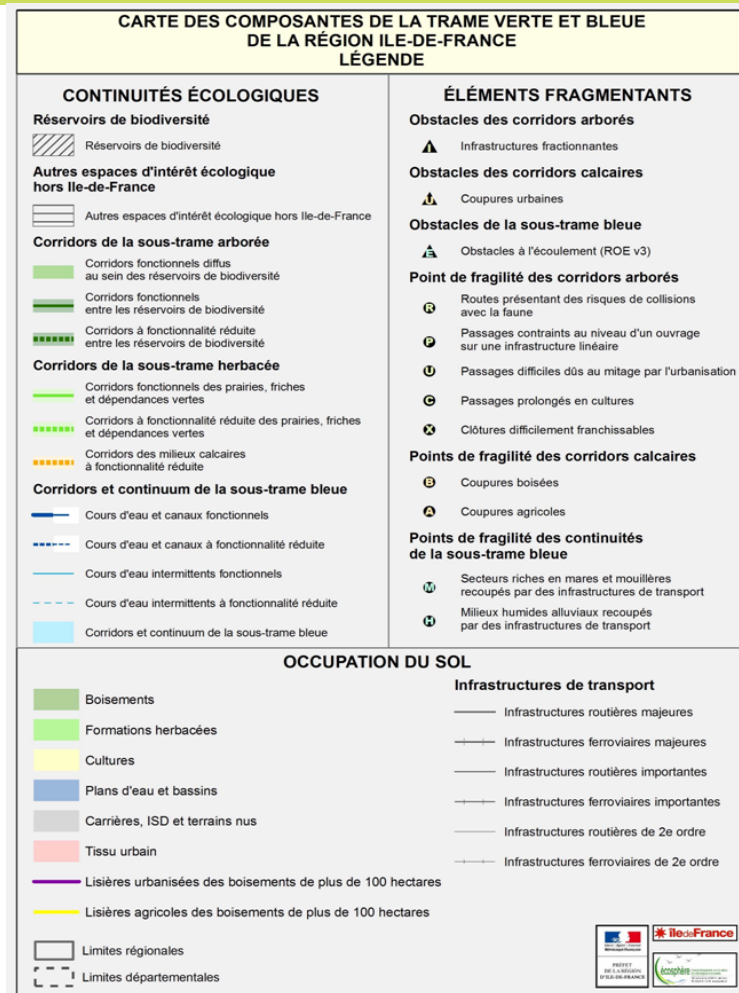 CARTE DES COMPOSANTES DE LA TRAME VERTE ET BLEUE
DE LA RÉGION ILE-DE-FRANCE
LÉGENDE
CONTINUITÉS ÉCOLOGIQUES
Réservoirs de biodiversité
Réservoirs de biodiversité
Autres espaces d'intérêt écologique
hors Ile-de-France
Autres espaces d'intérêt écologique hors Ile-de-France
Corridors de la sous-trame arborée
Corridors fonctionnels diffus
au sein des réservoirs de biodiversité
Corridors fonctionnels
entre les réservoirs de biodiversité
Corridors à fonctionnalité réduite
entre les réservoirs de biodiversité
Corridors de la sous-trame herbacée
Corridors fonctionnels des prairies, friches
et dépendances vertes
Corridors à fonctionnalité réduite des prairies, friches
et dépendances vertes
Corridors des milieux calcaires
à fonctionnalité réduite
Corridors et continuum de la sous-trame bleue
Cours d'eau et canaux fonctionnels
Cours d'eau et canaux à fonctionnalité réduite
Cours d'eau intermittents fonctionnels
Cours d'eau intermittents à fonctionnalité réduite
Corridors et continuum de la sous-trame bleue
ÉLÉMENTS FRAGMENTANTS
Obstacles des corridors arborés
Infrastructures fractionnantes
Obstacles des corridors calcaires
U Coupures urbaines
Obstacles de la sous-trame bleue
E Obstacles à l'écoulement (ROE v3)
Point de fragilité des corridors arborés
R Routes présentant des risques de collisions
avec la faune
P Passages contraints au niveau d'un ouvrage
sur une infrastructure linéaire
U Passages difficiles dûs au mitage par l'urbanisation
C Passages prolongés en cultures
X Clôtures difficilement franchissables
Points de fragilité des corridors calcaires
B Coupures boisées
A Coupures agricoles
Points de fragilité des continuités
de la sous-trame bleue
M Secteurs riches en mares et mouillères
recoupés par des infrastructures de transport
H Milieux humides alluviaux recoupés
par des infrastructures de transport
OCCUPATION DU SOL
Boisements
Formations herbacées
Cultures
Plans d'eau et bassins
Carrières, ISD et terrains nus
Tissu urbain
Lisières urbanisées des boisements de plus de 100 hectares
Lisières agricoles des boisements de plus de 100 hectares
Limites régionales
Limites départementales
Infrastructures de transport
Infrastructures routières majeures
Infrastructures ferroviaires majeures
Infrastructures routières importantes
Infrastructures ferroviaires importantes
Infrastructures routières de 2e ordre
Infrastructures ferroviaires de 2e ordre
PRÉFET
DE LA RÉGION
D'ILE-DE-FRANCE
îledeFrance
écosphère